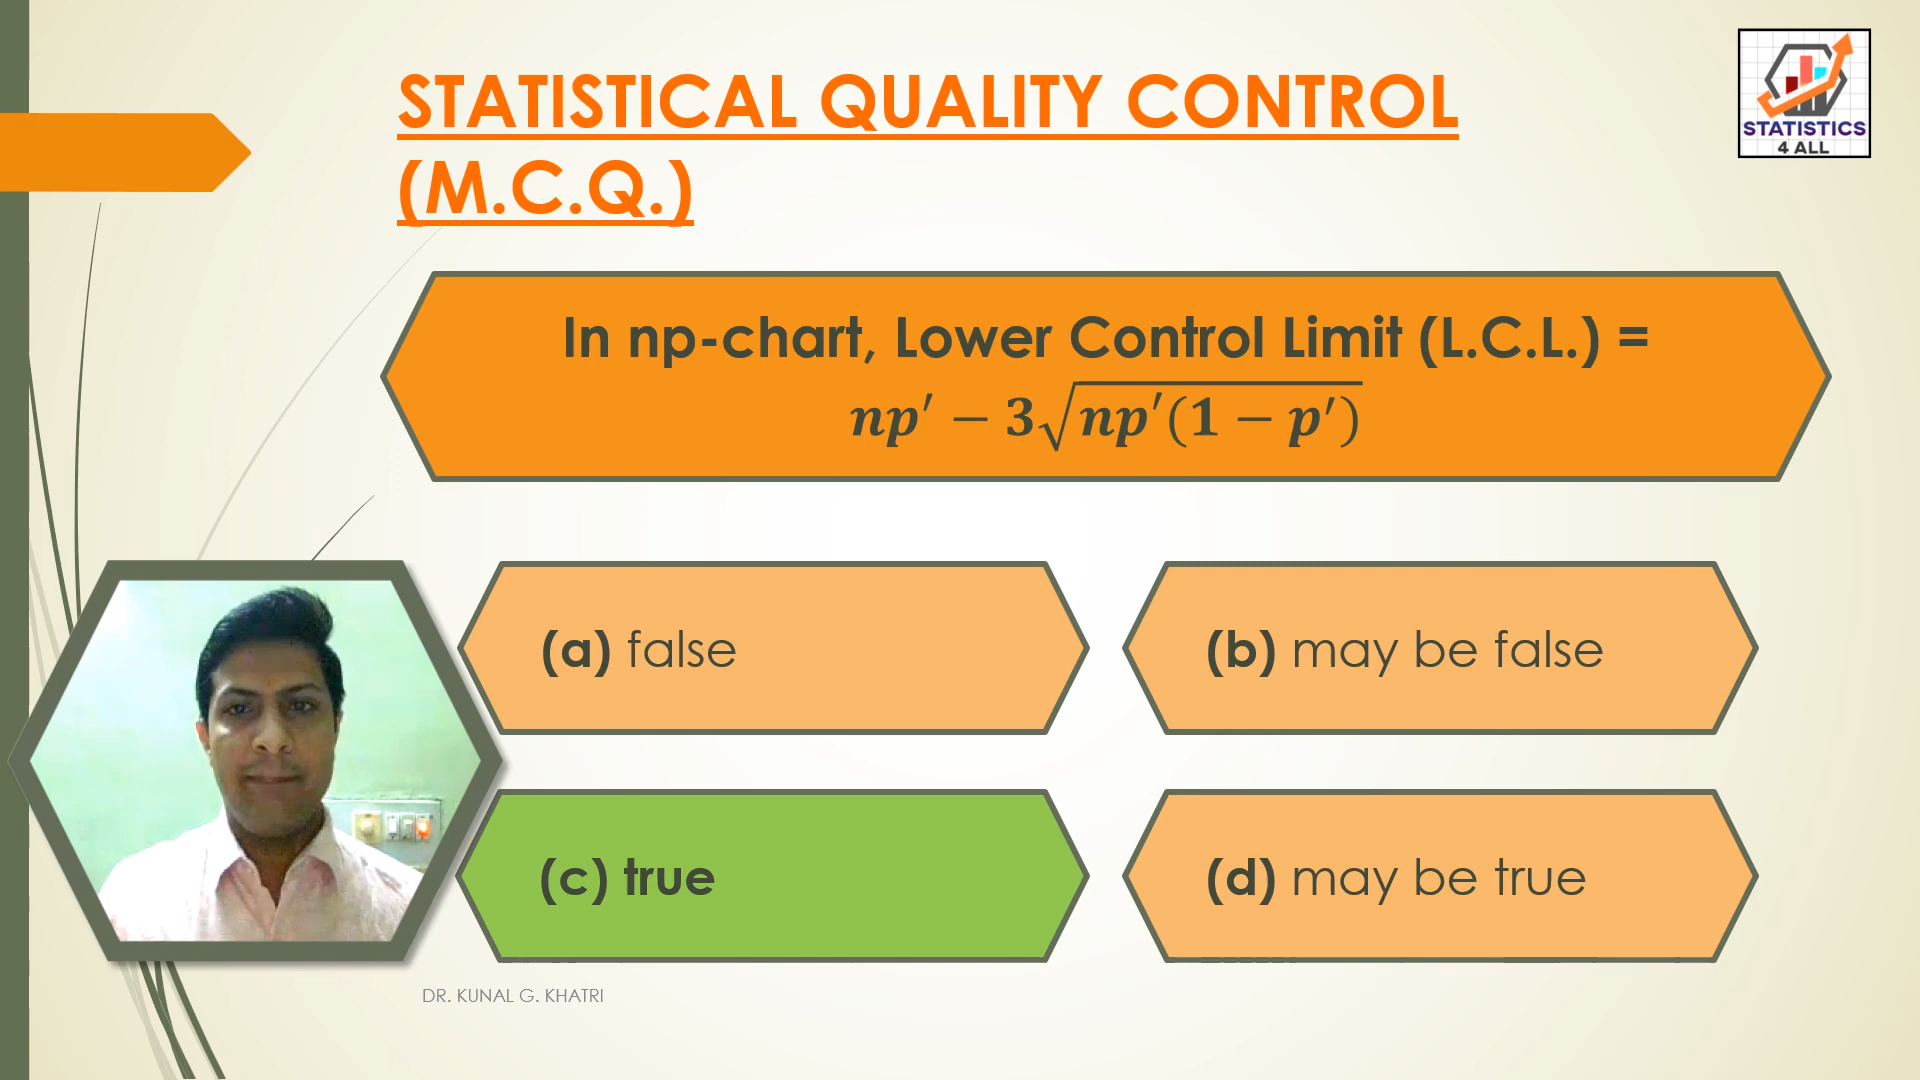 STATISTICAL QUALITY CONTROL
(M.C.Q.)
STATISTICS
4 ALL
In np-chart, Lower Control Limit (L.C.L.) =
np′ − 3√np′(1 − p′)
(a) false
(b) may be false
(c) true
(d) may be true
DR. KUNAL G. KHATRI